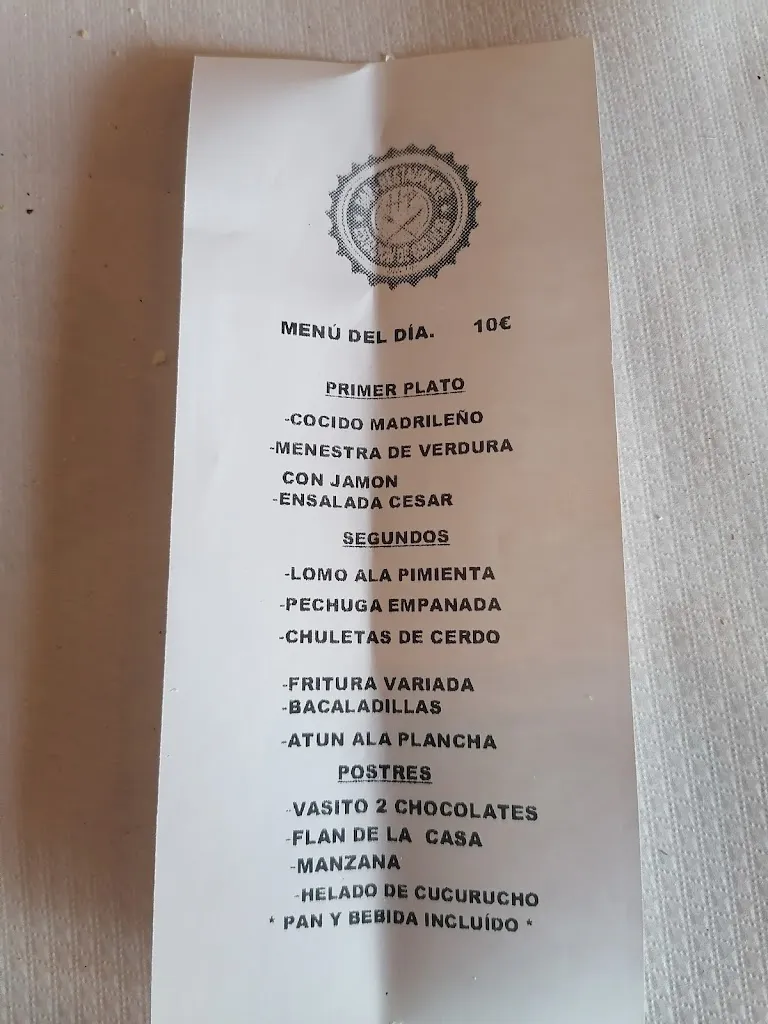 MENÚ DEL DÍA. 10€
PRIMER PLATO
-COCIDO MADRILEÑO
-MENESTRA DE VERDURA
CON JAMON
-ENSALADA CESAR
SEGUNDOS
-LOMO ALA PIMIENTA
-PECHUGA EMPANADA
-CHULETAS DE CERDO
-FRITURA VARIADA
-BACALADILLAS
-ATUN ALA PLANCHA
POSTRES
-VASITO 2 CHOCOLATES
-FLAN DE LA CASA
-MANZANA
-HELADO DE CUCURUCHO
* PAN Y BEBIDA INCLUÍDO *